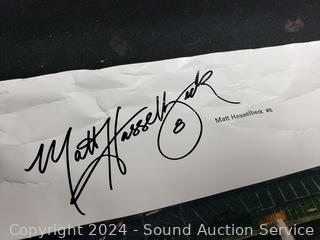 Matt Hasselbeck
8
Matt Hasselbeck #8
Copyright 2024 - Sound Auction Service